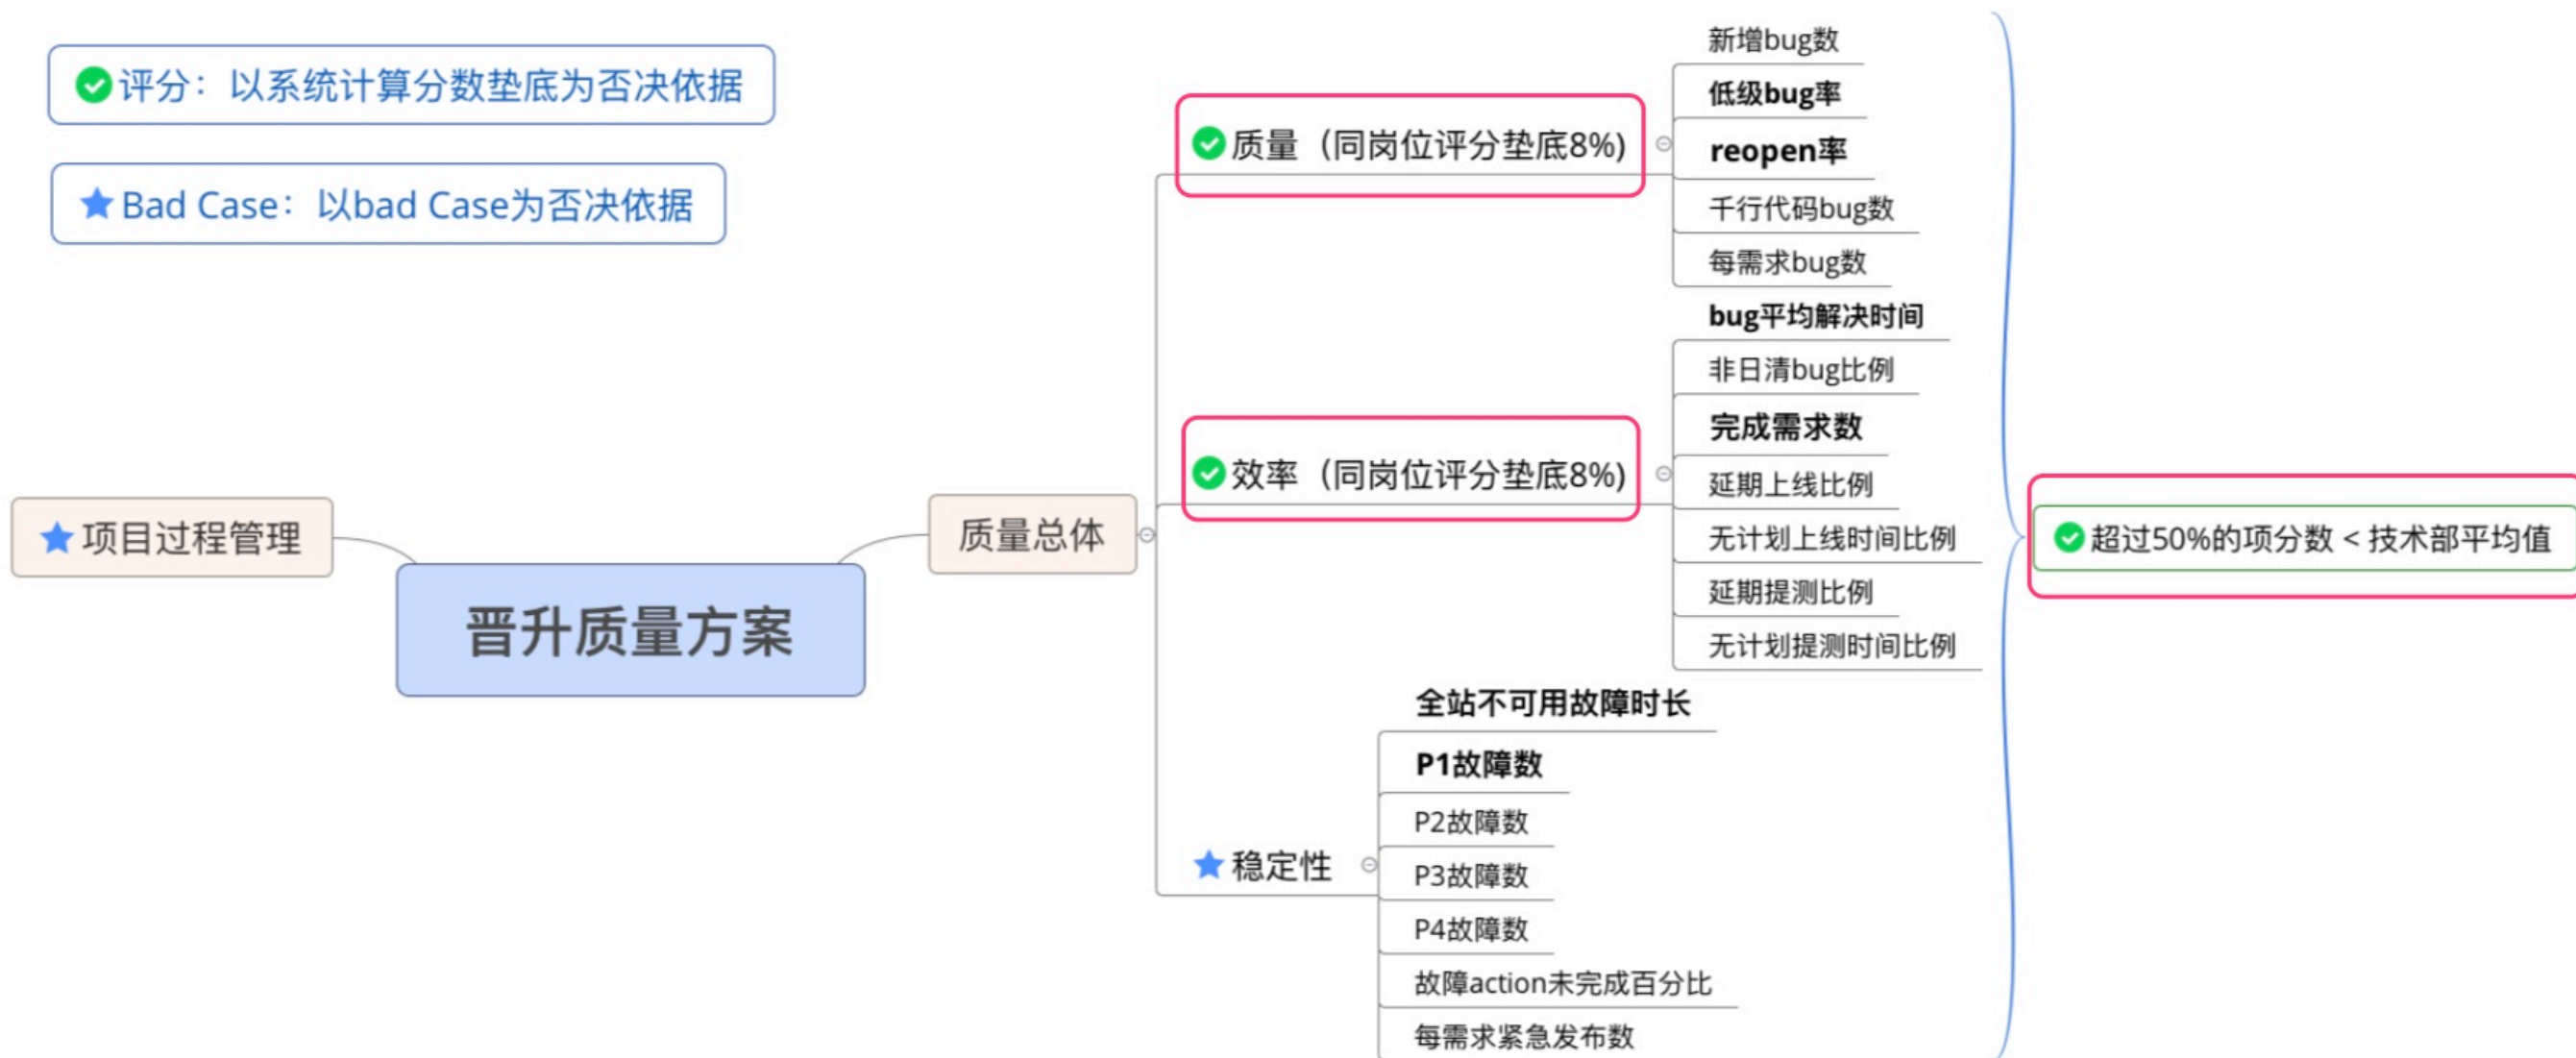 评分：以系统计算分数垫底为否决依据
Bad Case：以bad Case为否决依据
项目过程管理
晋升质量方案
质量总体
质量（同岗位评分垫底8%)
新增bug数
低级bug率
reopen率
千行代码bug数
每需求bug数
效率（同岗位评分垫底8%)
bug平均解决时间
非日清bug比例
完成需求数
延期上线比例
无计划上线时间比例
延期提测比例
无计划提测时间比例
稳定性
全站不可用故障时长
P1故障数
P2故障数
P3故障数
P4故障数
故障action未完成百分比
每需求紧急发布数
超过50%的项分数 < 技术部平均值